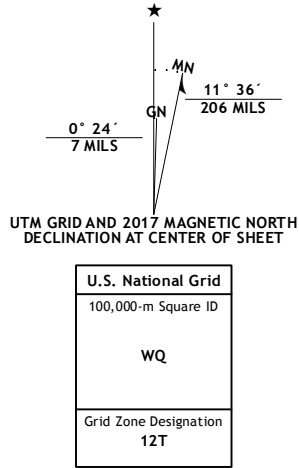 ★
MN
11° 36´
206 MILS
GN
0° 24´
7 MILS
UTM GRID AND 2017 MAGNETIC NORTH
DECLINATION AT CENTER OF SHEET
U.S. National Grid
100,000-m Square ID
WQ
Grid Zone Designation
12T